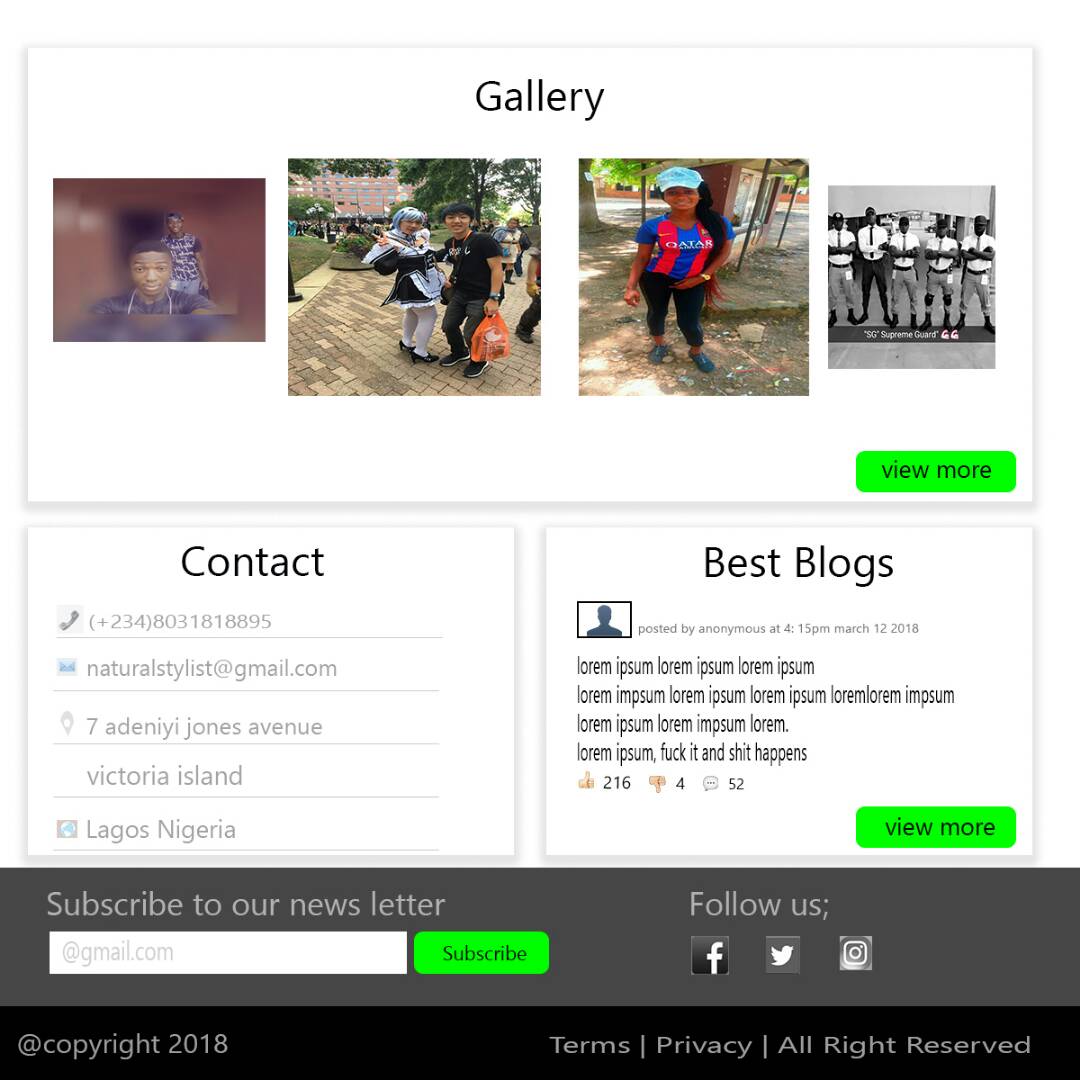 Gallery
QATAR
"SG" Supreme Guard" 💪💪
view more
Contact
(+234)8031818895
naturalstylist@gmail.com
7 adeniyi jones avenue
victoria island
Lagos Nigeria
Best Blogs
posted by anonymous at 4: 15pm march 12 2018
lorem ipsum lorem ipsum lorem ipsum
lorem impsum lorem ipsum lorem ipsum loremlorem impsum
lorem ipsum lorem impsum lorem.
lorem ipsum, fuck it and shit happens
216 4 52
view more
Subscribe to our news letter
@gmail.com
Subscribe
Follow us;
@copyright 2018
Terms | Privacy | All Right Reserved